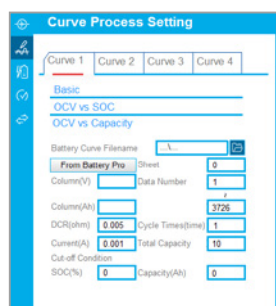 Curve Process Setting
Curve 1 Curve 2 Curve 3 Curve 4
Basic
OCV vs SOC
OCV vs Capacity
Battery Curve Filename ...\...
From Battery Pro Sheet 0
Column(V) Data Number 1
Column(Ah) 3726
DCR(ohm) 0.005 Cycle Times(time) 1
Current(A) 0.001 Total Capacity 10
Cut-off Condition
SOC(%) 0 Capacity(Ah) 0